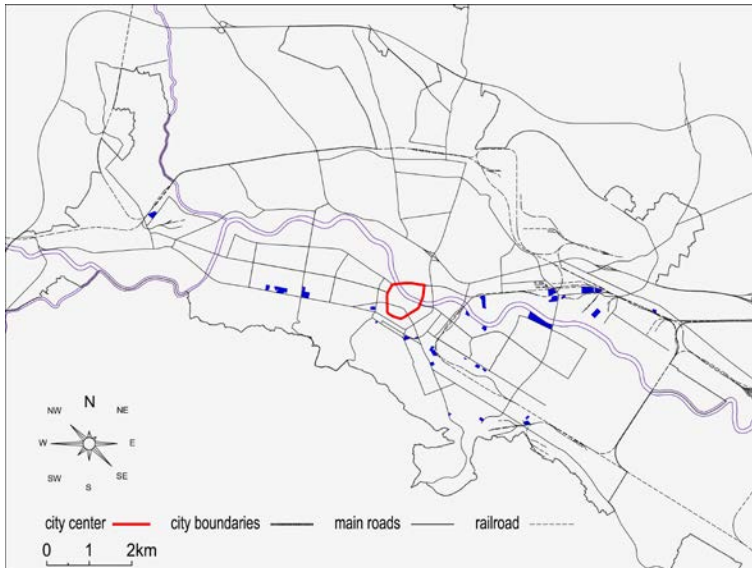 N
NW NE
W E
SW SE
S
city center city boundaries main roads railroad
0 1 2km